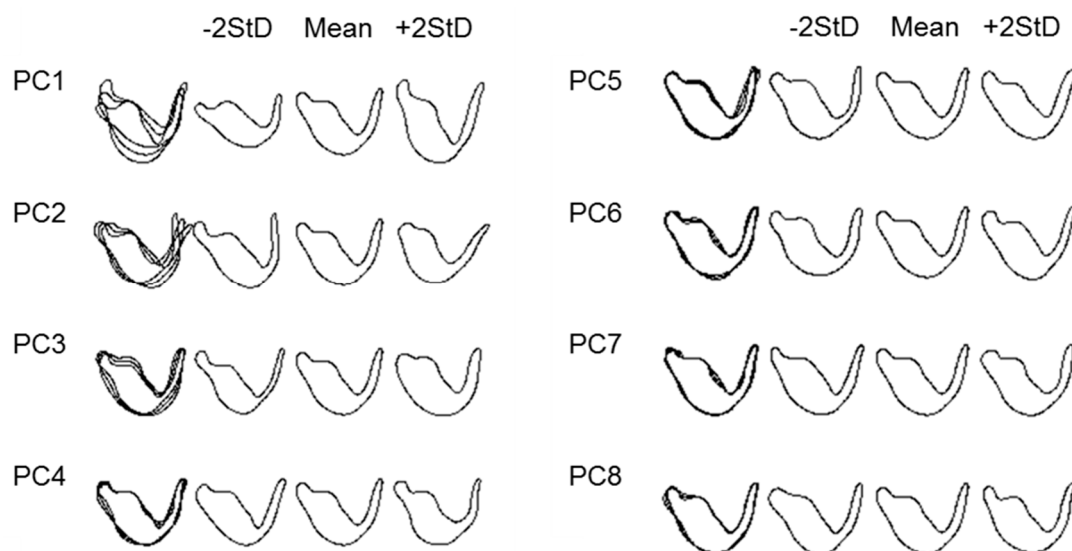 -2StD Mean +2StD
PC1
PC2
PC3
PC4
-2StD Mean +2StD
PC5
PC6
PC7
PC8